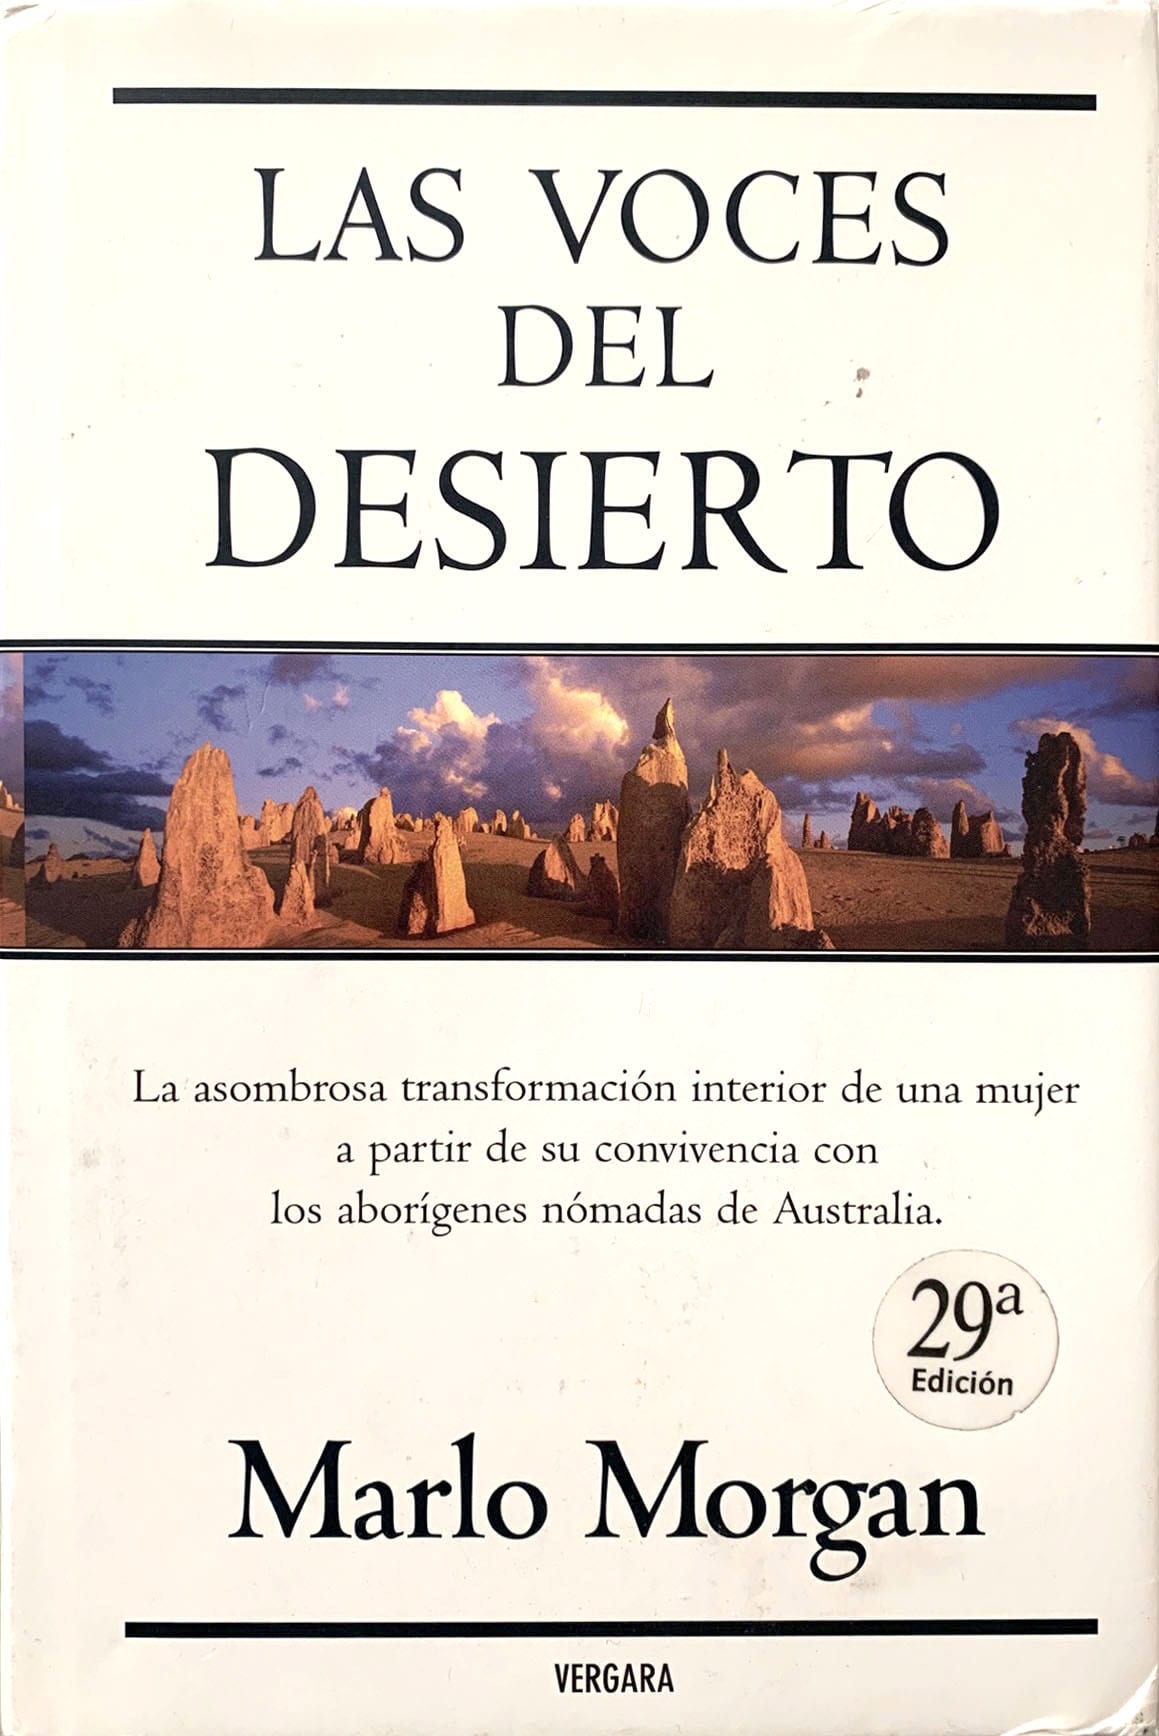 LAS VOCES
DEL
DESIERTO
La asombrosa transformación interior de una mujer
a partir de su convivencia con
los aborígenes nómadas de Australia.
29ª
Edición
Marlo Morgan
VERGARA